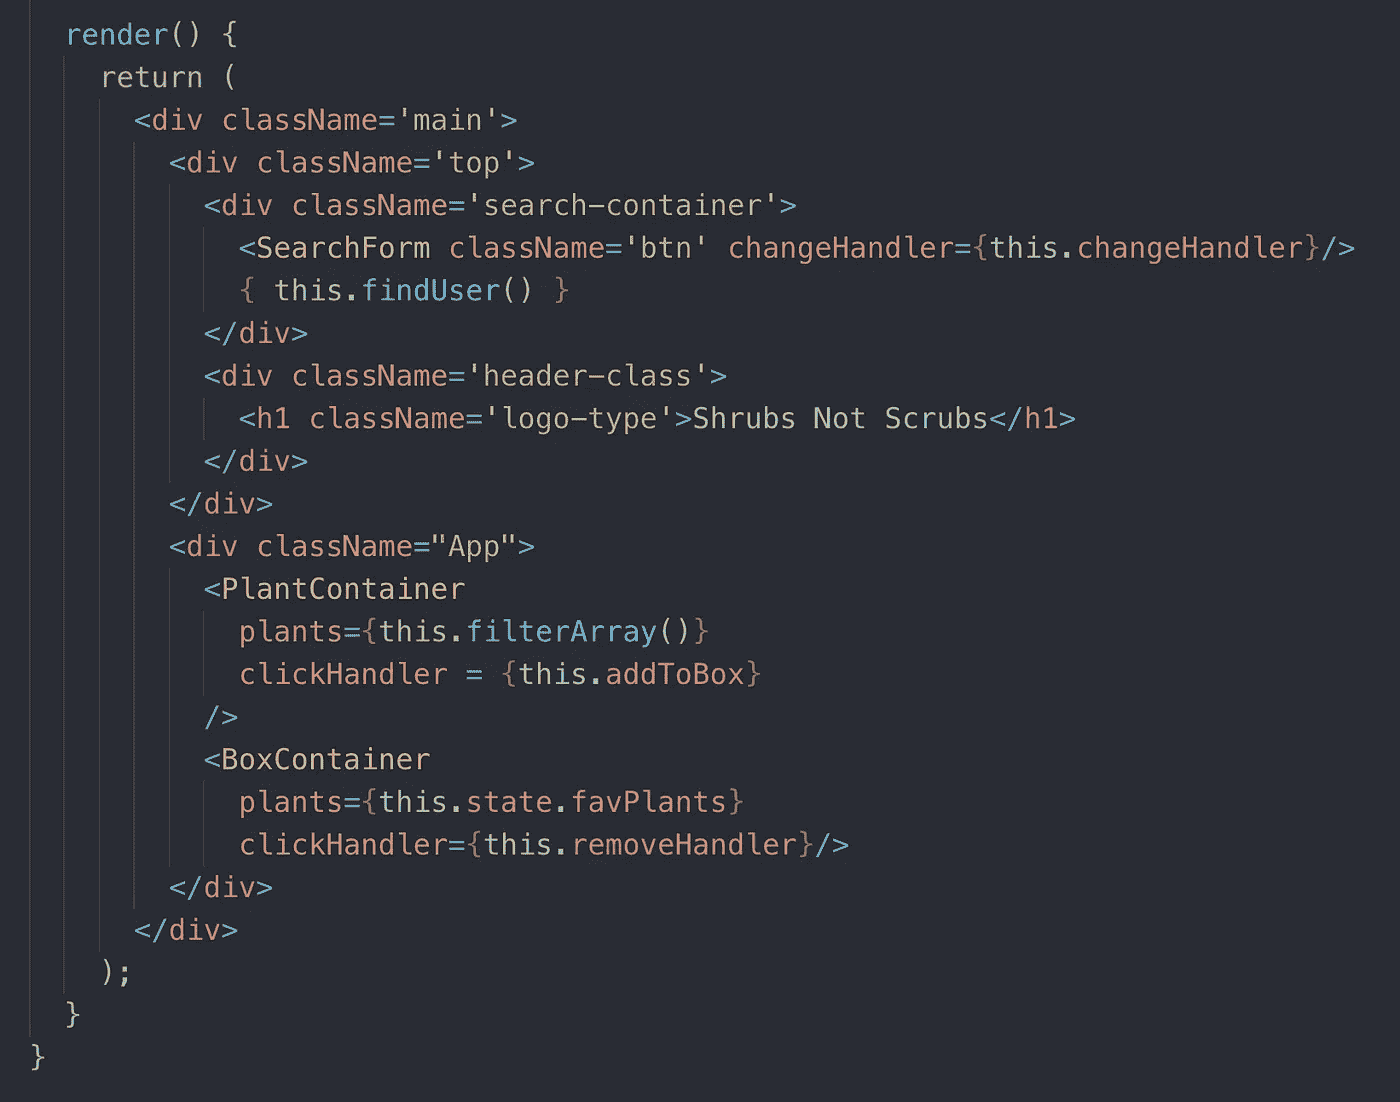 render() {
return (
<div className='main'>
<div className='top'>
<div className='search-container'>
<SearchForm className='btn' changeHandler={this.changeHandler}/>
{ this.findUser() }
</div>
<div className='header-class'>
<h1 className='logo-type'>Shrubs Not Scrubs</h1>
</div>
</div>
<div className="App">
<PlantContainer
plants={this.filterArray()}
clickHandler = {this.addToBox}
/>
<BoxContainer
plants={this.state.favPlants}
clickHandler={this.removeHandler}/>
</div>
</div>
);
}
}